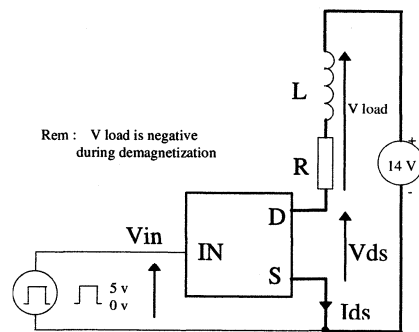 L
V load
Rem : V load is negative
during demagnetization
+
14 V
-
R
D
Vds
Vin
IN
S
5 v
0 v
Ids